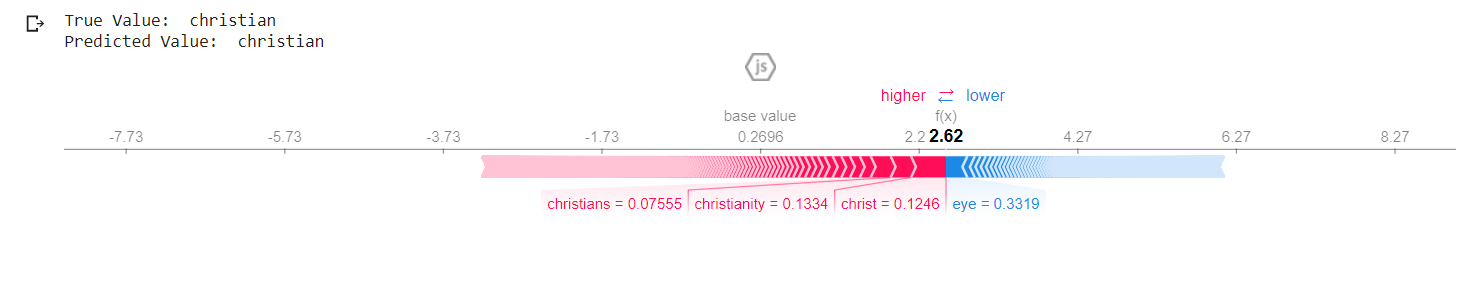 True Value:  christian
Predicted Value:  christian
js
higher lower
base value f(x)
-7.73 -5.73 -3.73 -1.73 0.2696 2.2 2.62 4.27 6.27 8.27
christians = 0.07555 christianity = 0.1334 christ = 0.1246 eye = 0.3319